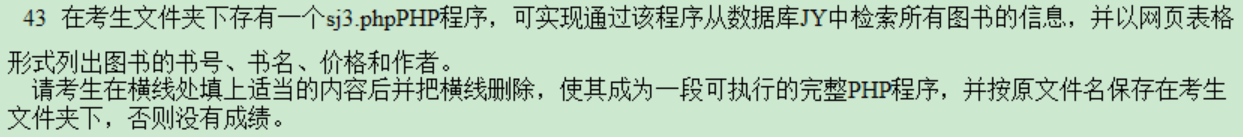 43 在考生文件夹下存有一个sj3.phpPHP程序，可实现通过该程序从数据库JY中检索所有图书的信息，并以网页表格
形式列出图书的书号、书名、价格和作者。
请考生在横线处填上适当的内容后并把横线删除，使其成为一段可执行的完整PHP程序，并按原文件名保存在考生
文件夹下，否则没有成绩。